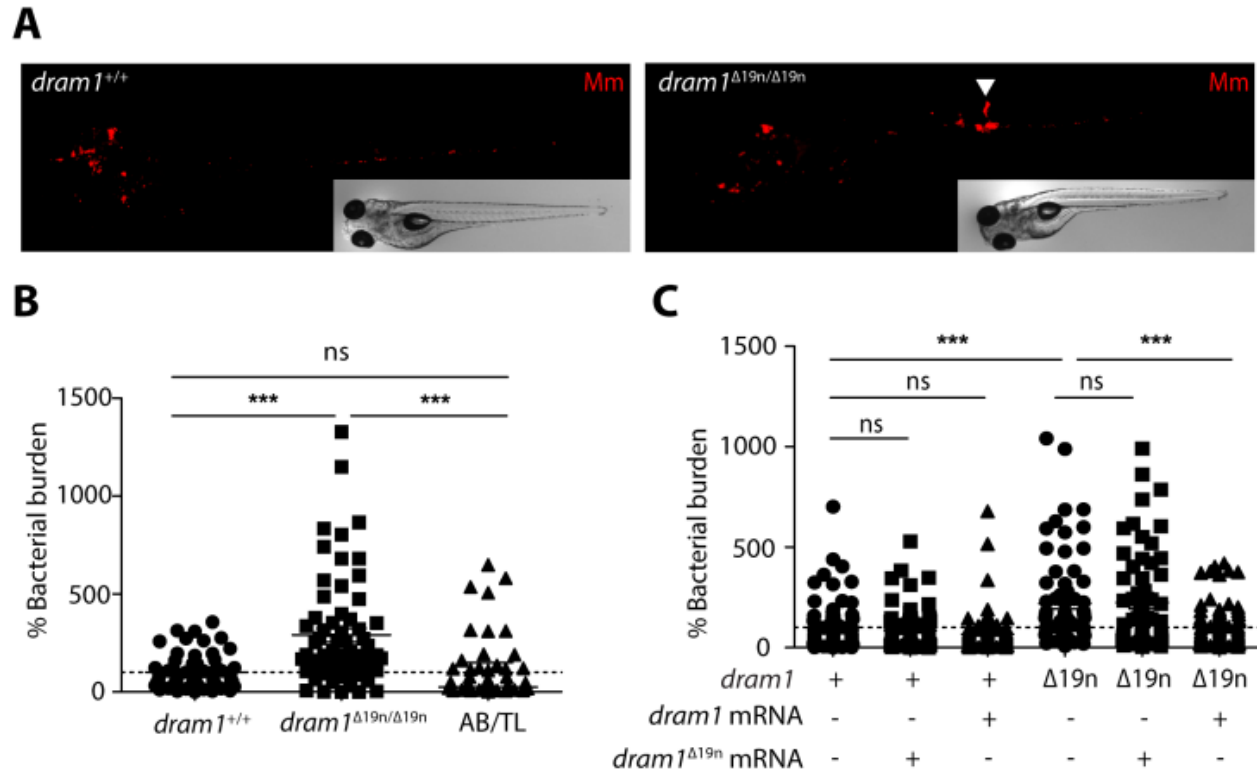 A
dram1+/+ Mm
dram1Δ19n/Δ19n Mm
B
ns
*** ***
% Bacterial burden
1500
1000
500
0
dram1+/+ dram1Δ19n/Δ19n AB/TL
C
*** ***
ns ns
ns
% Bacterial burden
1500
1000
500
0
dram1 + + + Δ19n Δ19n Δ19n
dram1 mRNA - - + - - +
dram1Δ19n mRNA - + - - + -